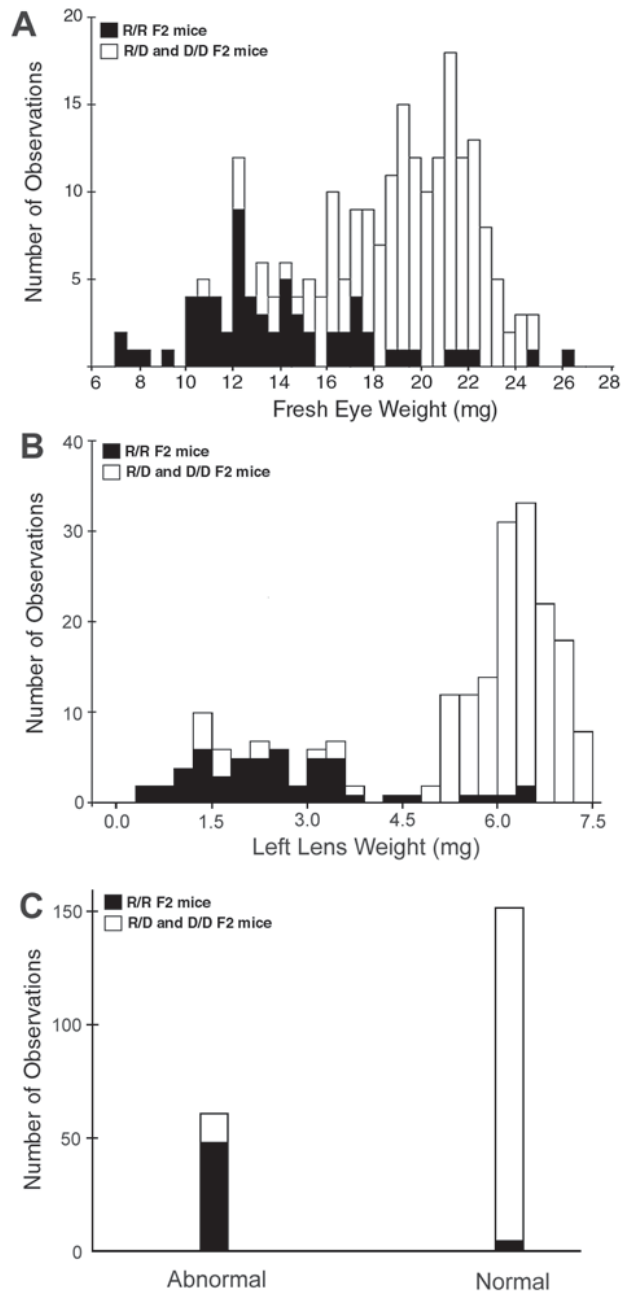 A
R/R F2 mice
R/D and D/D F2 mice
Number of Observations
20
15
10
5
6 8 10 12 14 16 18 20 22 24 26 28
Fresh Eye Weight (mg)
B
R/R F2 mice
R/D and D/D F2 mice
Number of Observations
40
30
20
10
0
0.0 1.5 3.0 4.5 6.0 7.5
Left Lens Weight (mg)
C
R/R F2 mice
R/D and D/D F2 mice
Number of Observations
150
100
50
0
Abnormal Normal